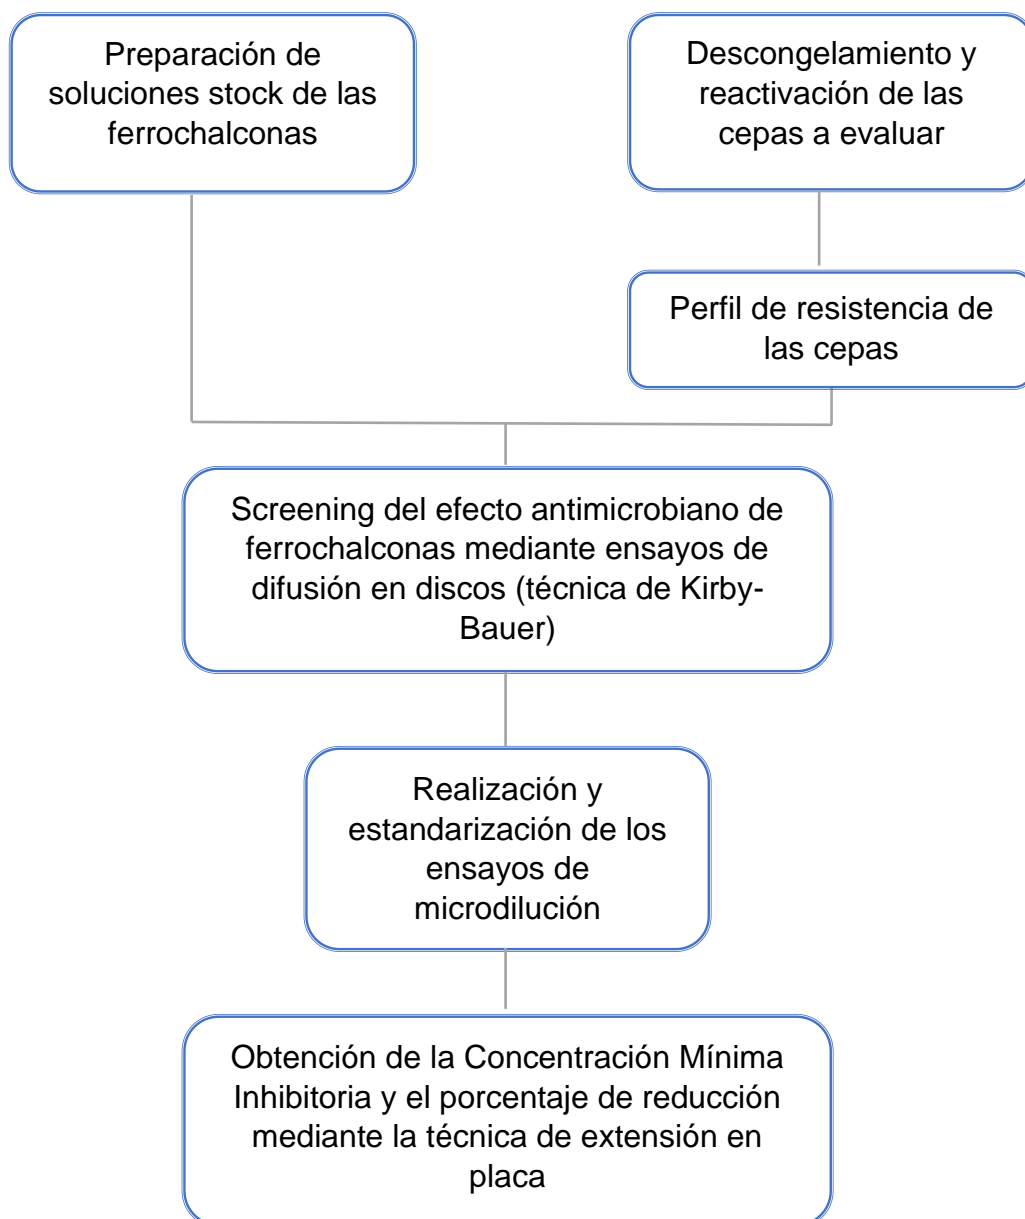 Preparación de
soluciones stock de las
ferrochalconas
Descongelamiento y
reactivación de las
cepas a evaluar
Perfil de resistencia de
las cepas
Screening del efecto antimicrobiano de
ferrochalconas mediante ensayos de
difusión en discos (técnica de Kirby-
Bauer)
Realización y
estandarización de los
ensayos de
microdilución
Obtención de la Concentración Mínima
Inhibitoria y el porcentaje de reducción
mediante la técnica de extensión en
placa